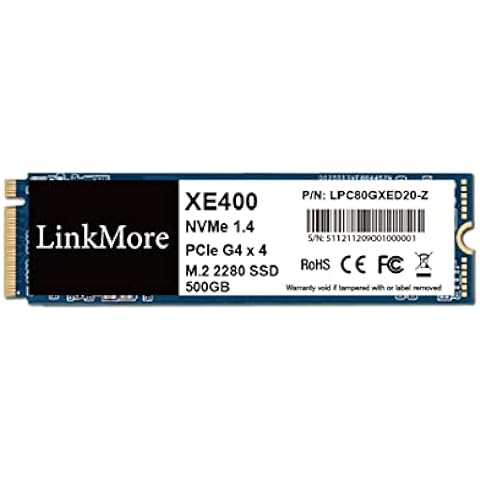 LinkMore
XE400
NVMe 1.4
PCIe G4 x 4
M.2 2280 SSD
500GB
P/N: LPC80GXED20-Z
S/N: 511211209001000001
RoHS CE FC
Warranty void if tampered with or label removed